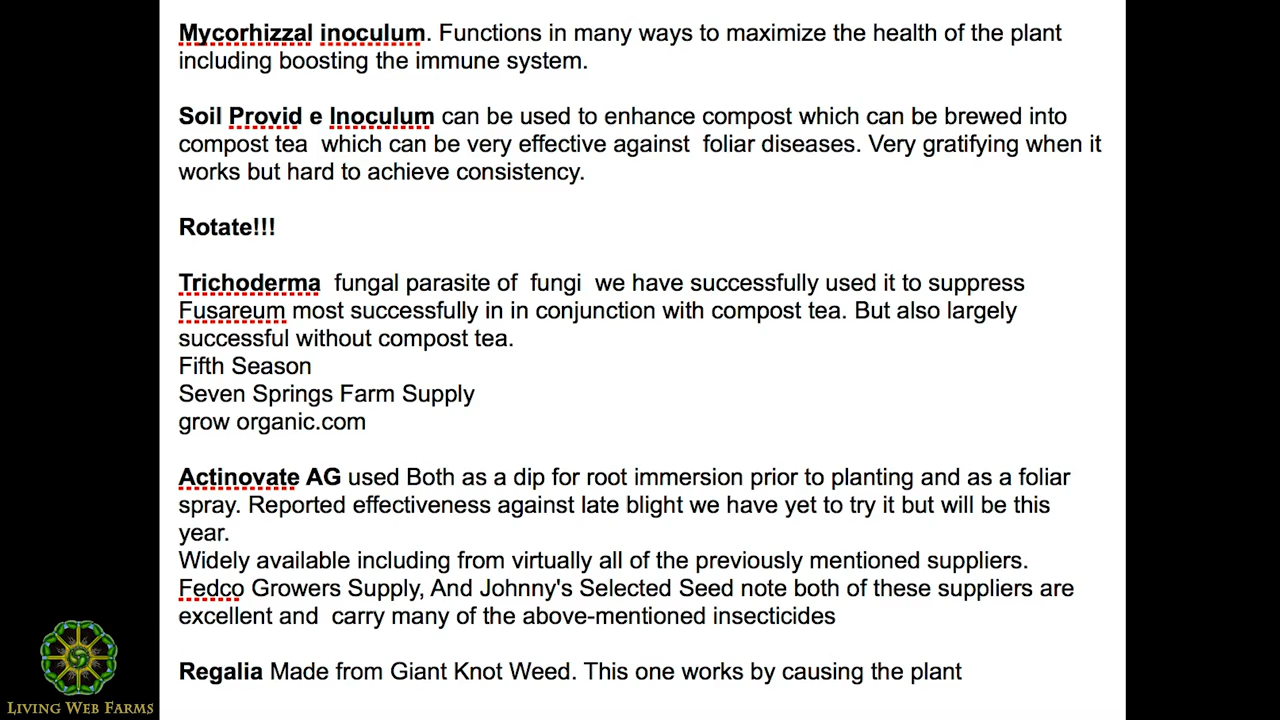 Mycorhizzal inoculum. Functions in many ways to maximize the health of the plant
including boosting the immune system.
Soil Provid e Inoculum can be used to enhance compost which can be brewed into
compost tea  which can be very effective against  foliar diseases. Very gratifying when it
works but hard to achieve consistency.
Rotate!!!
Trichoderma  fungal parasite of  fungi  we have successfully used it to suppress
Fusareum most successfully in in conjunction with compost tea. But also largely
successful without compost tea.
Fifth Season
Seven Springs Farm Supply
grow organic.com
Actinovate AG used Both as a dip for root immersion prior to planting and as a foliar
spray. Reported effectiveness against late blight we have yet to try it but will be this
year.
Widely available including from virtually all of the previously mentioned suppliers.
Fedco Growers Supply, And Johnny's Selected Seed note both of these suppliers are
excellent and  carry many of the above-mentioned insecticides
Regalia Made from Giant Knot Weed. This one works by causing the plant
LIVING WEB FARMS